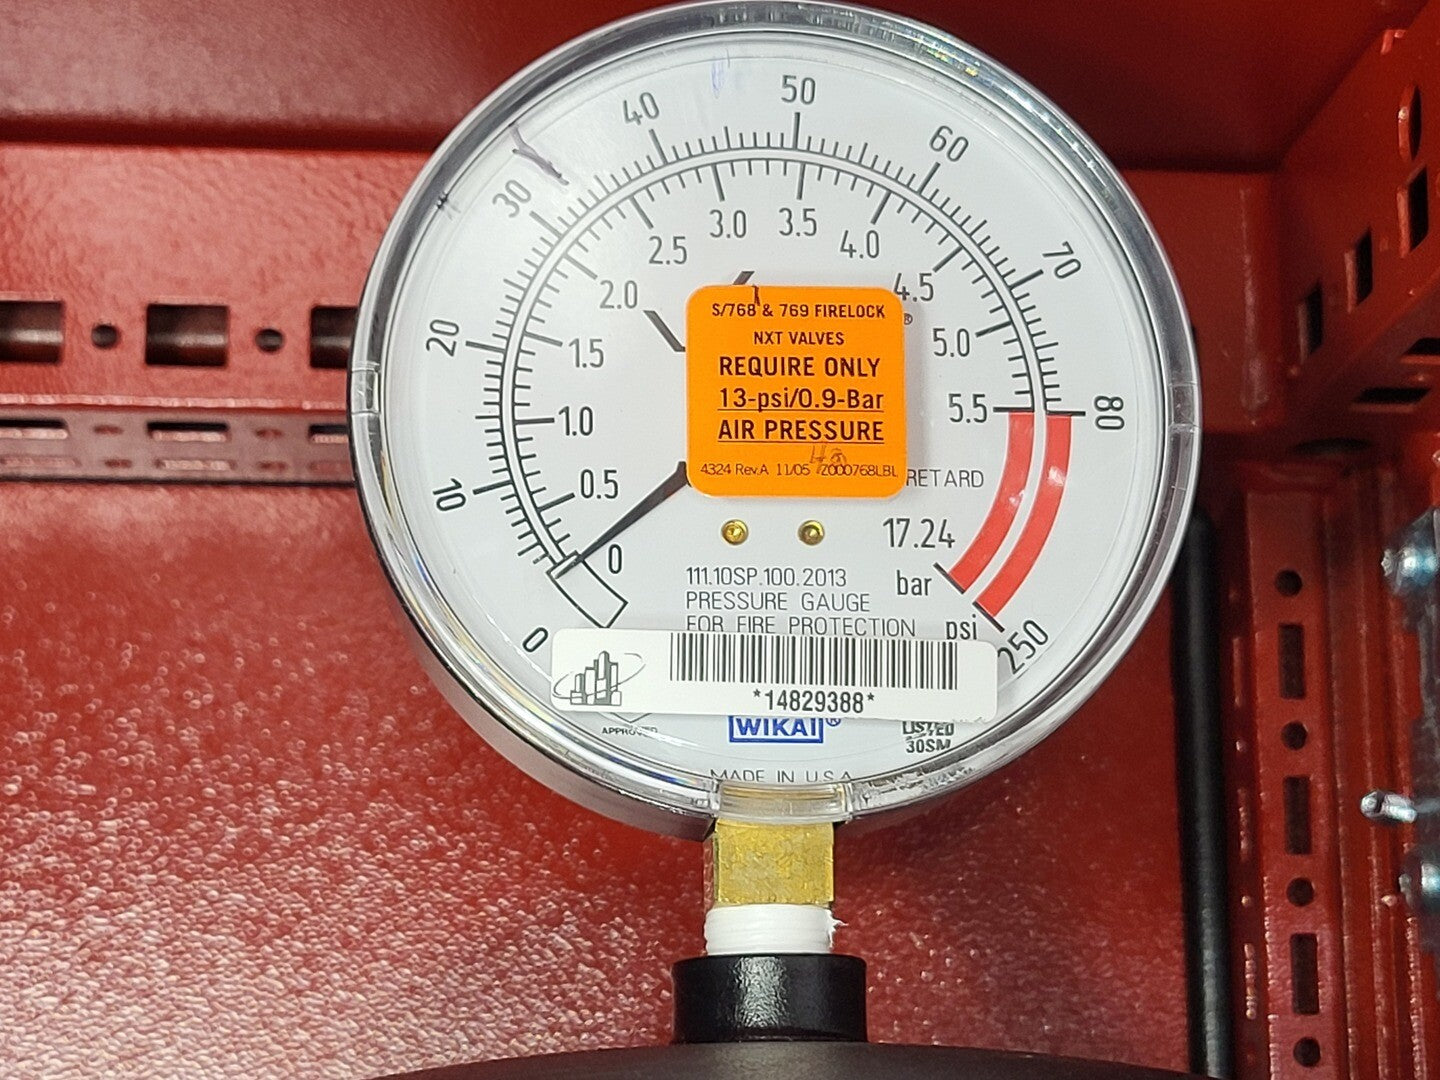 50
40
60
30
70
3.0
3.5
2.5
4.0
2.0
4.5
®
20
1.5
5.0
S/768 & 769 FIRELOCK
NXT VALVES
REQUIRE ONLY
13-psi/0.9-Bar
AIR PRESSURE
4324 Rev.A 11/05 Z000768LBL
1.0
5.5
80
10
0.5
RETARD
17.24
0
bar
111.10SP.100.2013
PRESSURE GAUGE
FOR FIRE PROTECTION
psi
0
250
*14829388*
APPROVED
WIKAI®
LISTED
30SM
MADE IN U.S.A.